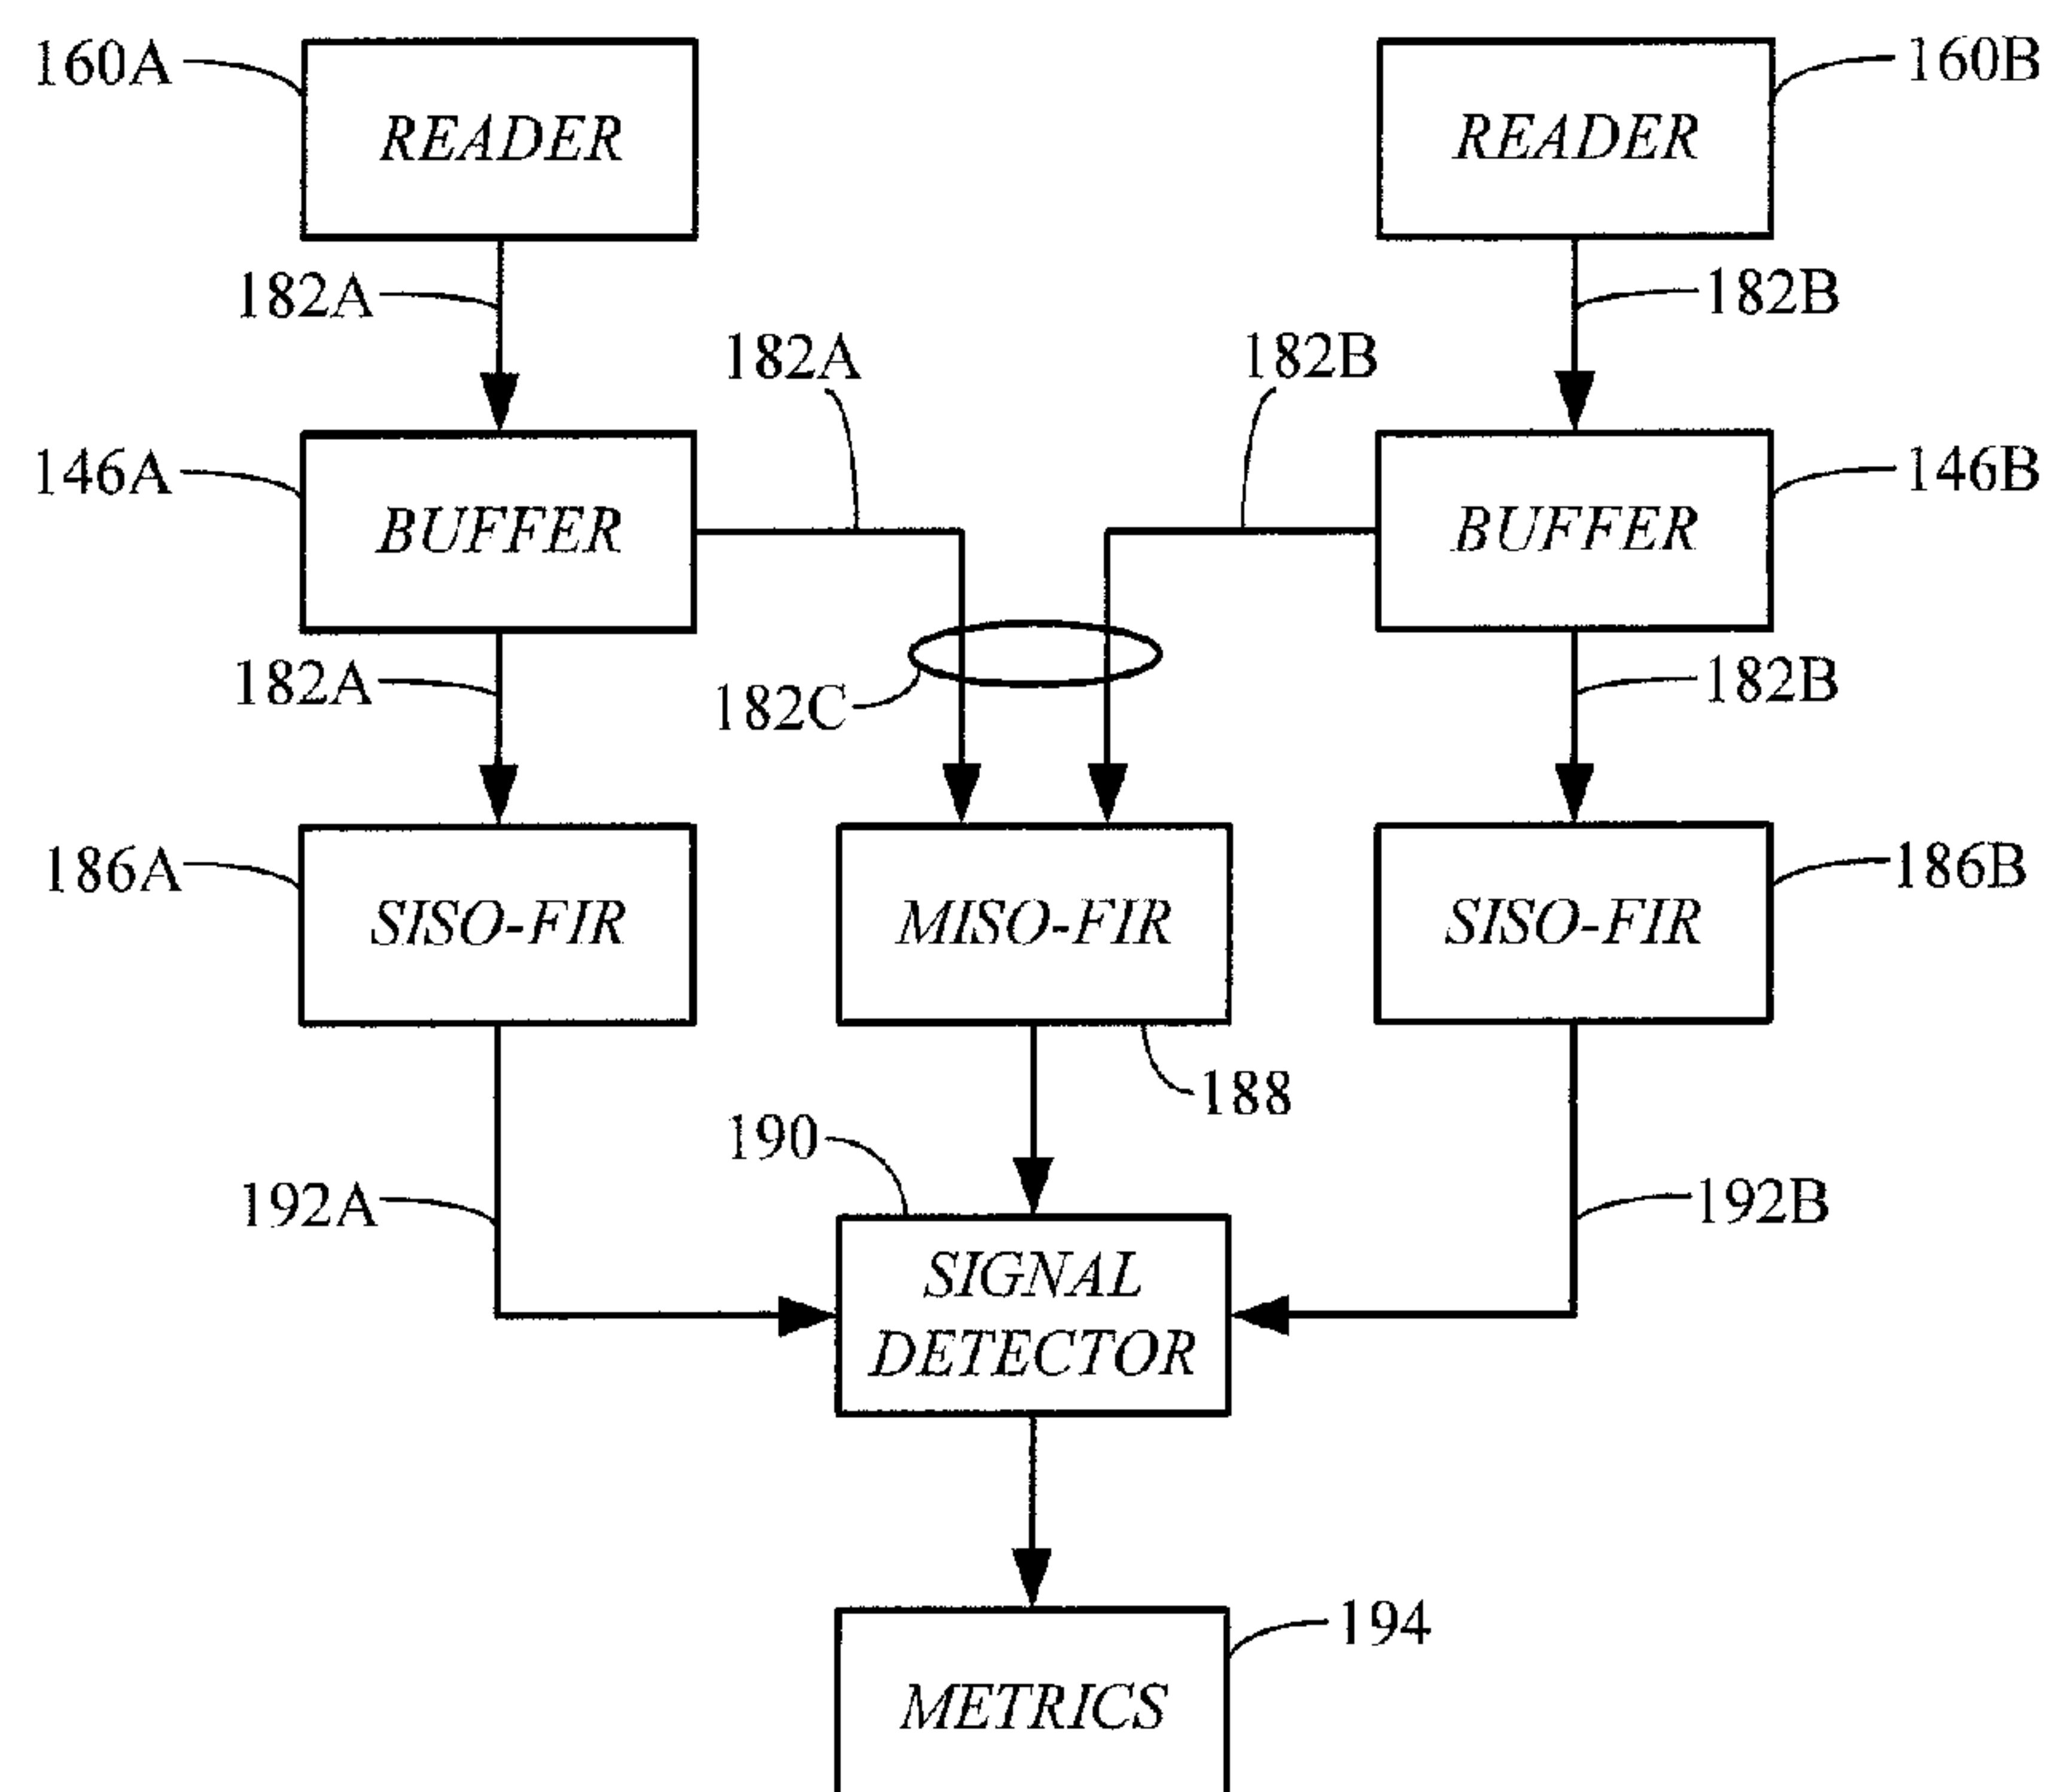 160A
READER
READER
160B
182A
182B
182A
182B
146A
BUFFER
BUFFER
146B
182A
182C
182B
186A
SISO-FIR
MISO-FIR
SISO-FIR
186B
188
190
192A
192B
SIGNAL
DETECTOR
194
METRICS